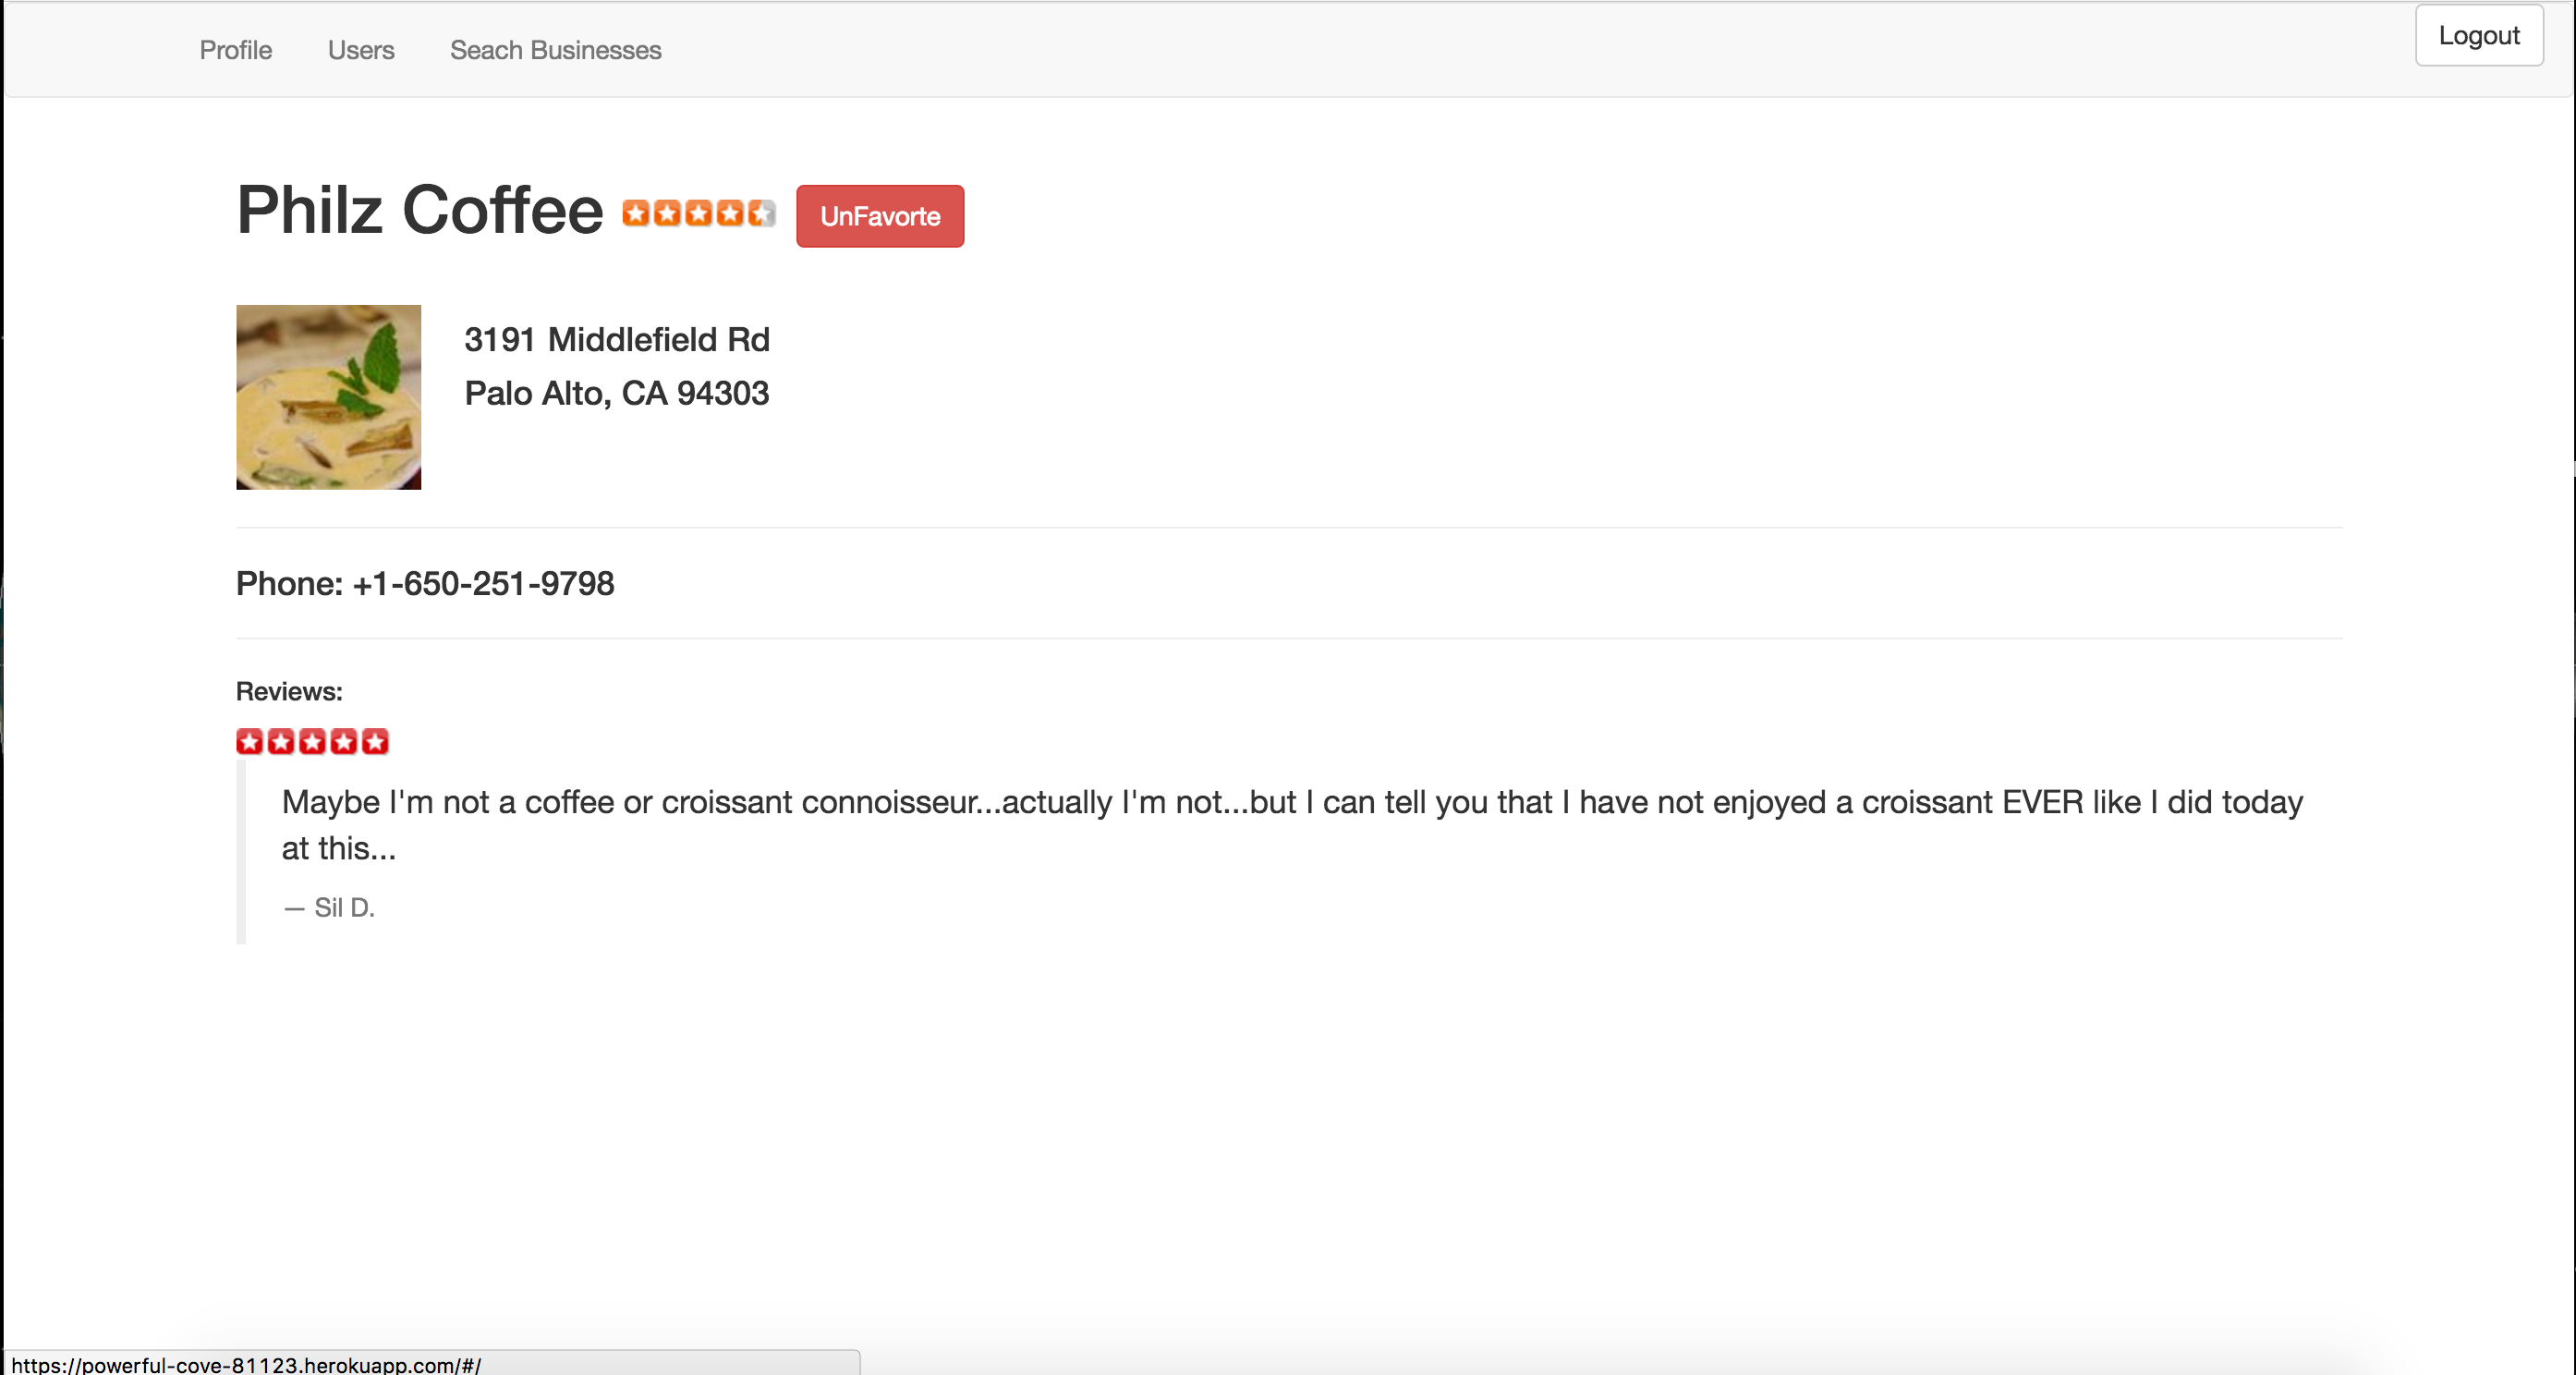 Profile Users Seach Businesses Logout
Philz Coffee UnFavorte
3191 Middlefield Rd
Palo Alto, CA 94303
Phone: +1-650-251-9798
Reviews:
Maybe I'm not a coffee or croissant connoisseur...actually I'm not...but I can tell you that I have not enjoyed a croissant EVER like I did today
at this...
— Sil D.
https://powerful-cove-81123.herokuapp.com/#/